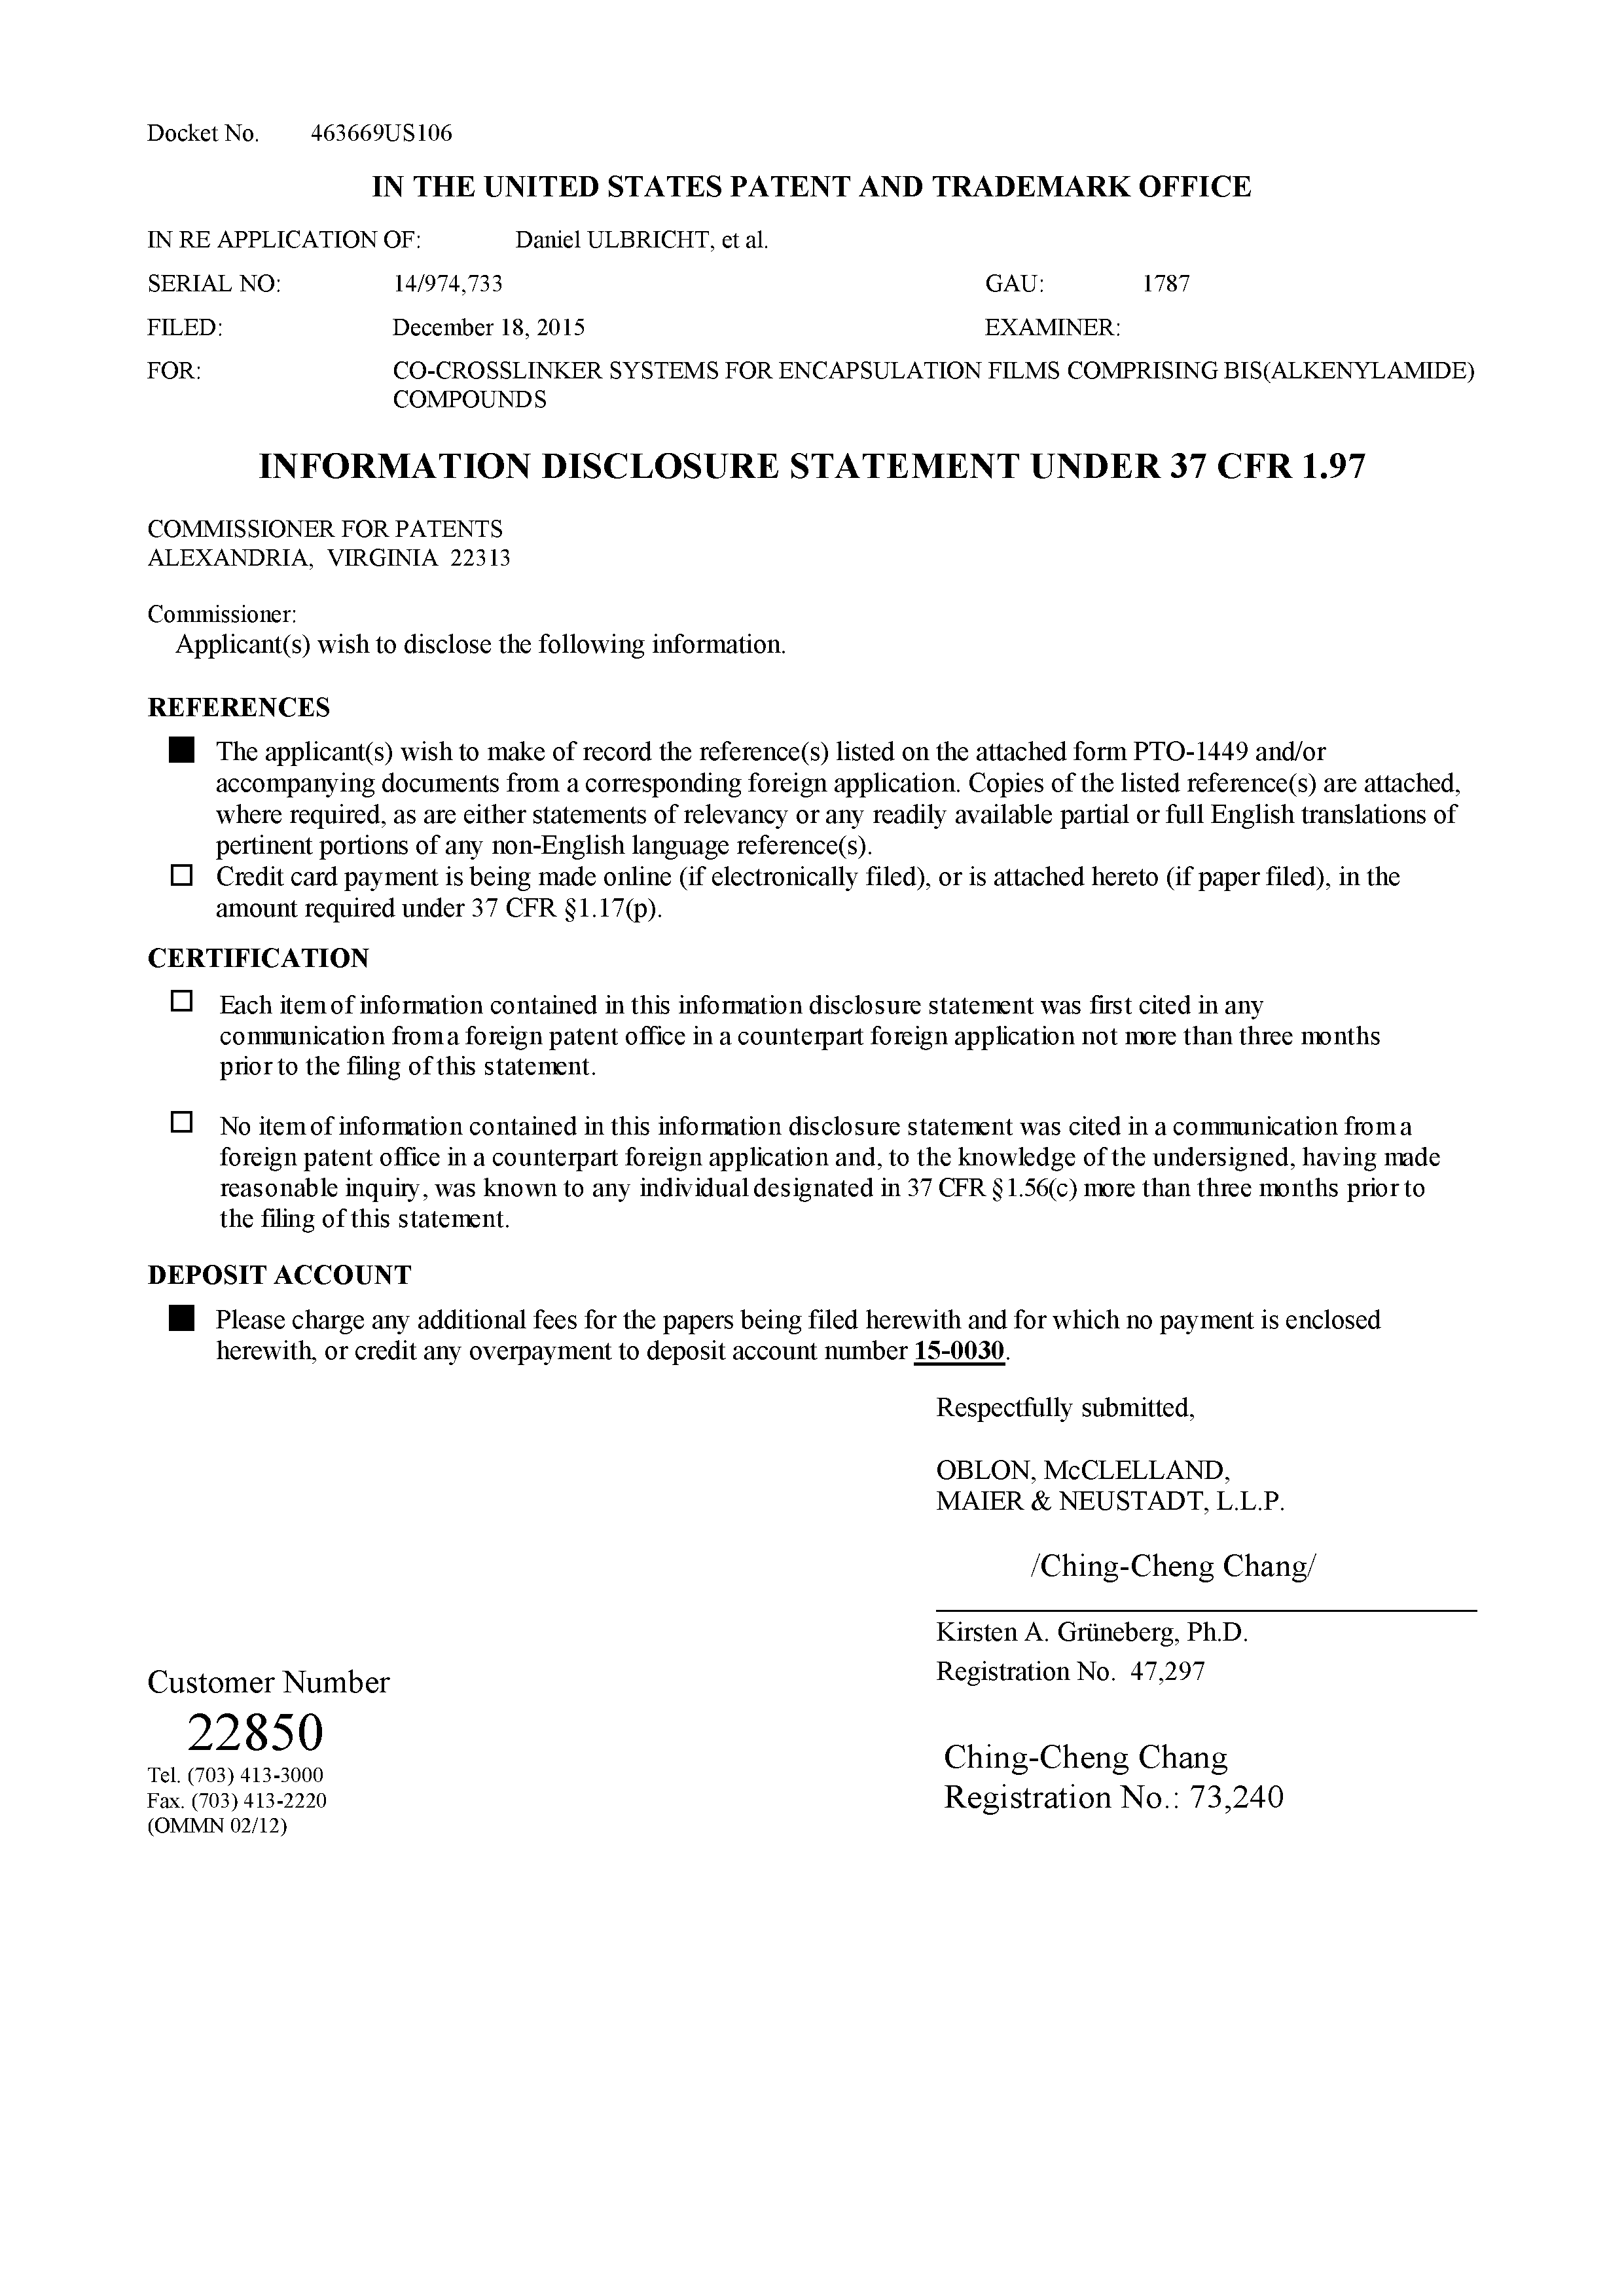 Docket No. 463669US106
IN THE UNITED STATES PATENT AND TRADEMARK OFFICE
IN RE APPLICATION OF: Daniel ULBRICHT, et al.
SERIAL NO: 14/974,733 GAU: 1787
FILED: December 18, 2015 EXAMINER:
FOR: CO-CROSSLINKER SYSTEMS FOR ENCAPSULATION FILMS COMPRISING BIS(ALKENYLAMIDE)
COMPOUNDS
INFORMATION DISCLOSURE STATEMENT UNDER 37 CFR 1.97
COMMISSIONER FOR PATENTS
ALEXANDRIA, VIRGINIA 22313
Commissioner:
Applicant(s) wish to disclose the following information.
REFERENCES
■ The applicant(s) wish to make of record the reference(s) listed on the attached form PTO-1449 and/or
accompanying documents from a corresponding foreign application. Copies of the listed reference(s) are attached,
where required, as are either statements of relevancy or any readily available partial or full English translations of
pertinent portions of any non-English language reference(s).
☐ Credit card payment is being made online (if electronically filed), or is attached hereto (if paper filed), in the
amount required under 37 CFR §1.17(p).
CERTIFICATION
☐ Each item of information contained in this information disclosure statement was first cited in any
communication from a foreign patent office in a counterpart foreign application not more than three months
prior to the filing of this statement.
☐ No item of information contained in this information disclosure statement was cited in a communication from a
foreign patent office in a counterpart foreign application and, to the knowledge of the undersigned, having made
reasonable inquiry, was known to any individual designated in 37 CFR §1.56(c) more than three months prior to
the filing of this statement.
DEPOSIT ACCOUNT
■ Please charge any additional fees for the papers being filed herewith and for which no payment is enclosed
herewith, or credit any overpayment to deposit account number 15-0030.
Respectfully submitted,
OBLON, McCLELLAND,
MAIER & NEUSTADT, L.L.P.
/Ching-Cheng Chang/
Kirsten A. Grüneberg, Ph.D.
Registration No. 47,297
Customer Number
22850
Tel. (703) 413-3000
Fax. (703) 413-2220
(OMMN 02/12)
Ching-Cheng Chang
Registration No.: 73,240